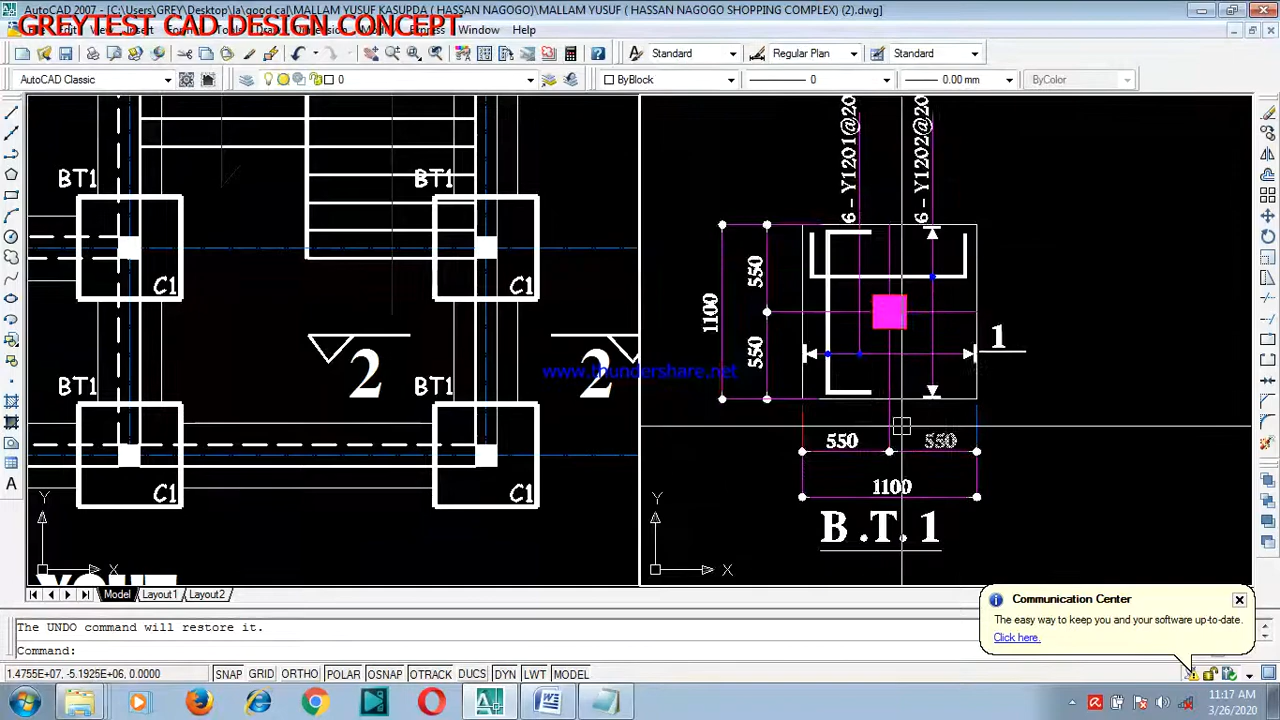 AutoCAD 2007 - [C:\Users\GREY\Desktop\la\good cal\MALLAM YUSUF KASUPDA ( HASSAN NAGOGO)\MALLAM YUSUF ( HASSAN NAGOGO SHOPPING COMPLEX) (2).dwg]
GREYTEST CAD DESIGN CONCEPT
Express Window Help
Standard Regular Plan Standard
AutoCAD Classic 0 ByBlock 0 0.00 mm ByColor
6 - Y1201@20
6 - Y1202@20
BT1 BT1
C1 C1
550
1100
550
1
2 2
www.thundershare.net
BT1 BT1
C1 C1
550 550
1100
B .T. 1
Y
X
Y
X
Model Layout1 Layout2
Communication Center
The easy way to keep you and your software up-to-date.
Click here.
The UNDO command will restore it.
Command:
1.4755E+07, -5.1925E+06, 0.0000 SNAP GRID ORTHO POLAR OSNAP OTRACK DUCS DYN LWT MODEL
11:17 AM
3/26/2020